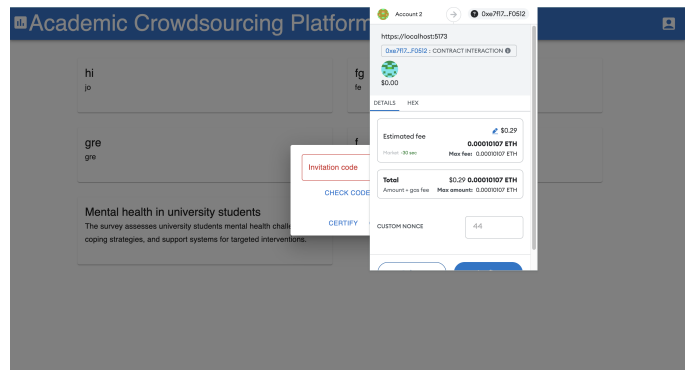 Academic Crowdsourcing Platform
hi
jo
fg
fe
gre
gre
f
Mental health in university students
The survey assesses university students mental health challe
coping strategies, and support systems for targeted interventions.
Invitation code
CHECK CODE
CERTIFY
Account 2
0xe7f17...F0512
https://localhost:5173
0xe7f17...F0512 : CONTRACT INTERACTION
$0.00
DETAILS HEX
Estimated fee
$0.29
0.00010107 ETH
Market ~30 sec
Max fee: 0.00010107 ETH
Total
$0.29 0.00010107 ETH
Amount + gas fee
Max amount: 0.00010107 ETH
CUSTOM NONCE
44